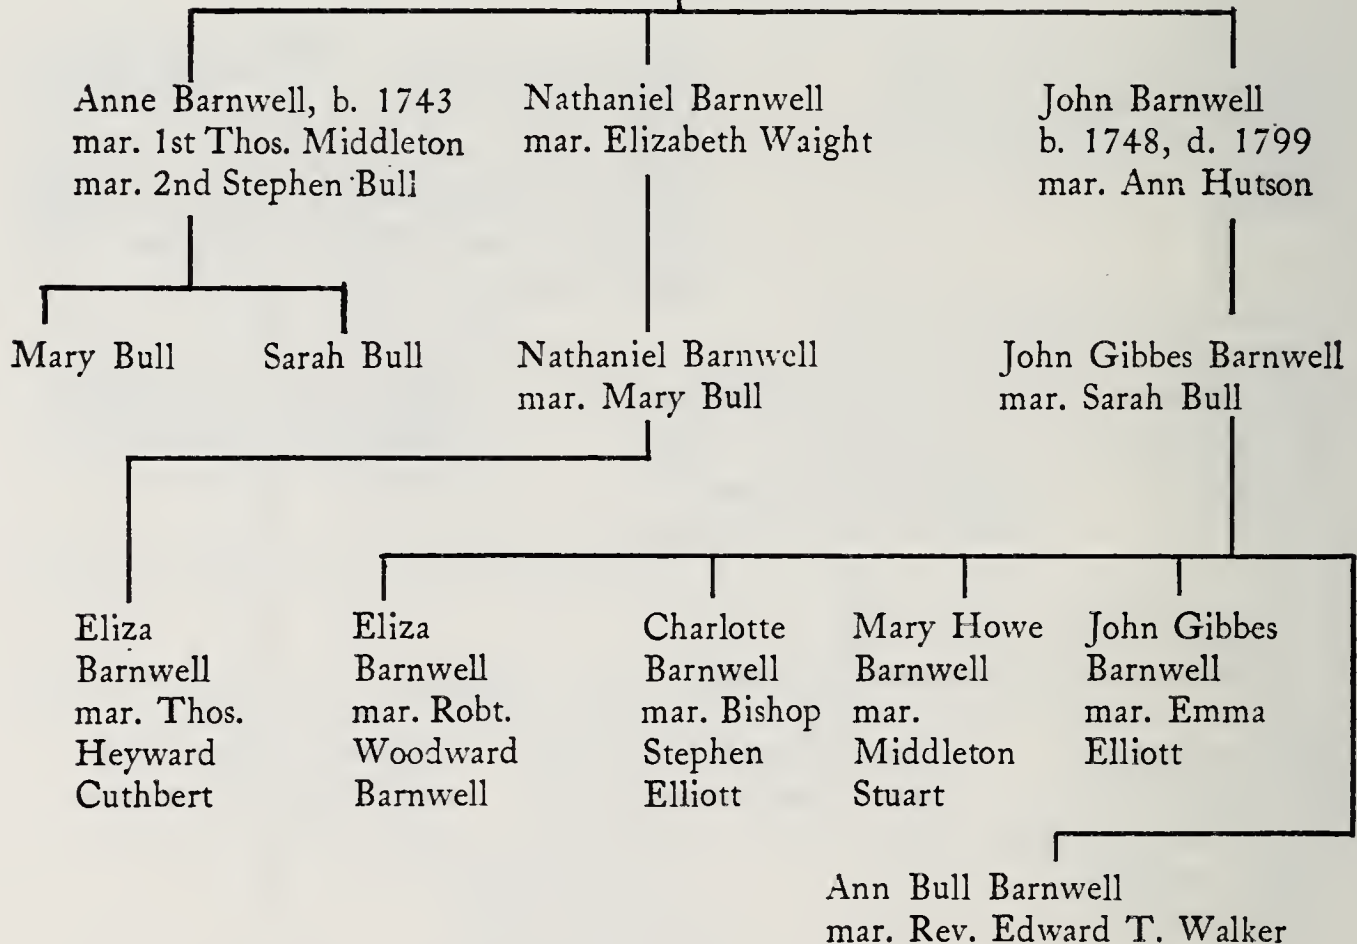 Anne Barnwell, b. 1743
mar. 1st Thos. Middleton
mar. 2nd Stephen Bull
Nathaniel Barnwell
mar. Elizabeth Waight
John Barnwell
b. 1748, d. 1799
mar. Ann Hutson
Mary Bull
Sarah Bull
Nathaniel Barnwell
mar. Mary Bull
John Gibbes Barnwell
mar. Sarah Bull
Eliza
Barnwell
mar. Thos.
Heyward
Cuthbert
Eliza
Barnwell
mar. Robt.
Woodward
Barnwell
Charlotte
Barnwell
mar. Bishop
Stephen
Elliott
Mary Howe
Barnwell
mar.
Middleton
Stuart
John Gibbes
Barnwell
mar. Emma
Elliott
Ann Bull Barnwell
mar. Rev. Edward T. Walker